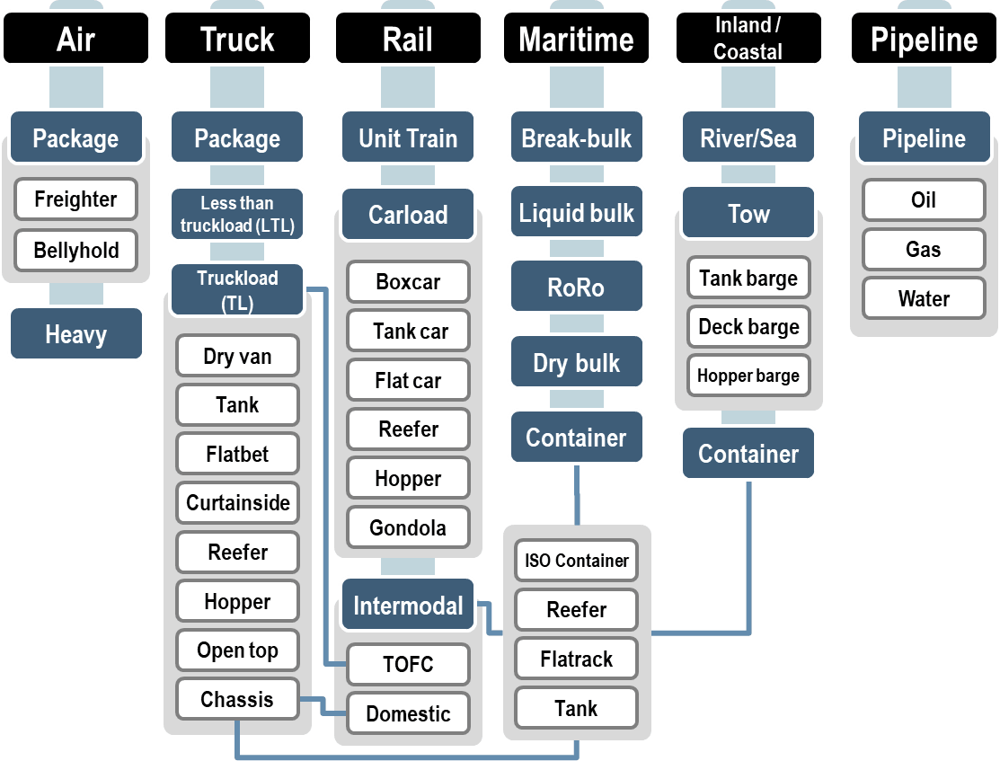 Air
Truck
Rail
Maritime
Inland /
Coastal
Pipeline
Package
Freighter
Bellyhold
Heavy
Package
Less than
truckload (LTL)
Truckload
(TL)
Dry van
Tank
Flatbet
Curtainside
Reefer
Hopper
Open top
Chassis
Unit Train
Carload
Boxcar
Tank car
Flat car
Reefer
Hopper
Gondola
Intermodal
TOFC
Domestic
Break-bulk
Liquid bulk
RoRo
Dry bulk
Container
ISO Container
Reefer
Flatrack
Tank
River/Sea
Tow
Tank barge
Deck barge
Hopper barge
Container
Pipeline
Oil
Gas
Water